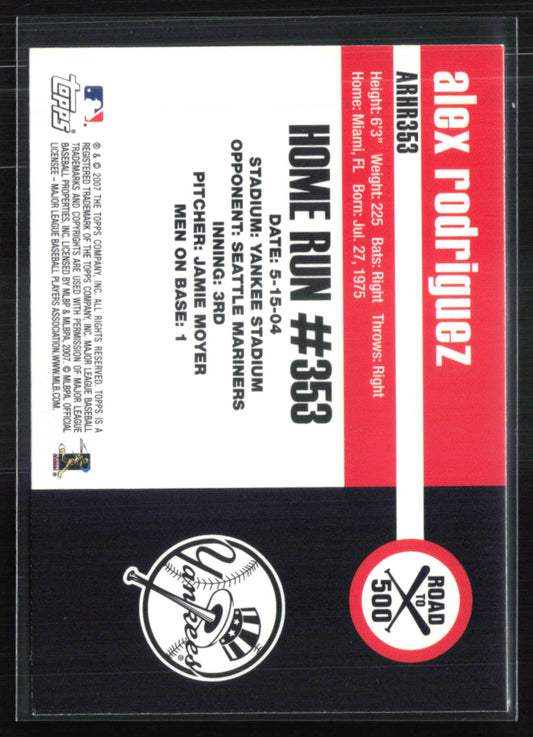 alex rodriguez
ARHR353
Height: 6'3" Weight: 225 Bats: Right Throws: Right
Home: Miami, FL Born: Jul. 27, 1975
HOME RUN #353
DATE: 5-15-04
STADIUM: YANKEE STADIUM
OPPONENT: SEATTLE MARINERS
INNING: 3RD
PITCHER: JAMIE MOYER
MEN ON BASE: 1
ROAD
TO
500
Yankees®
topps®
® & © 2007 THE TOPPS COMPANY, INC. ALL RIGHTS RESERVED. TOPPS IS A
REGISTERED TRADEMARK OF THE TOPPS COMPANY, INC. MAJOR LEAGUE BASEBALL
TRADEMARKS AND COPYRIGHTS ARE USED WITH PERMISSION OF MAJOR LEAGUE
BASEBALL PROPERTIES, INC. LICENSED BY MLBP & MLBPA, 2007. © MLBPA. OFFICIAL
LICENSEE – MAJOR LEAGUE BASEBALL PLAYERS ASSOCIATION. WWW.MLB.COM.